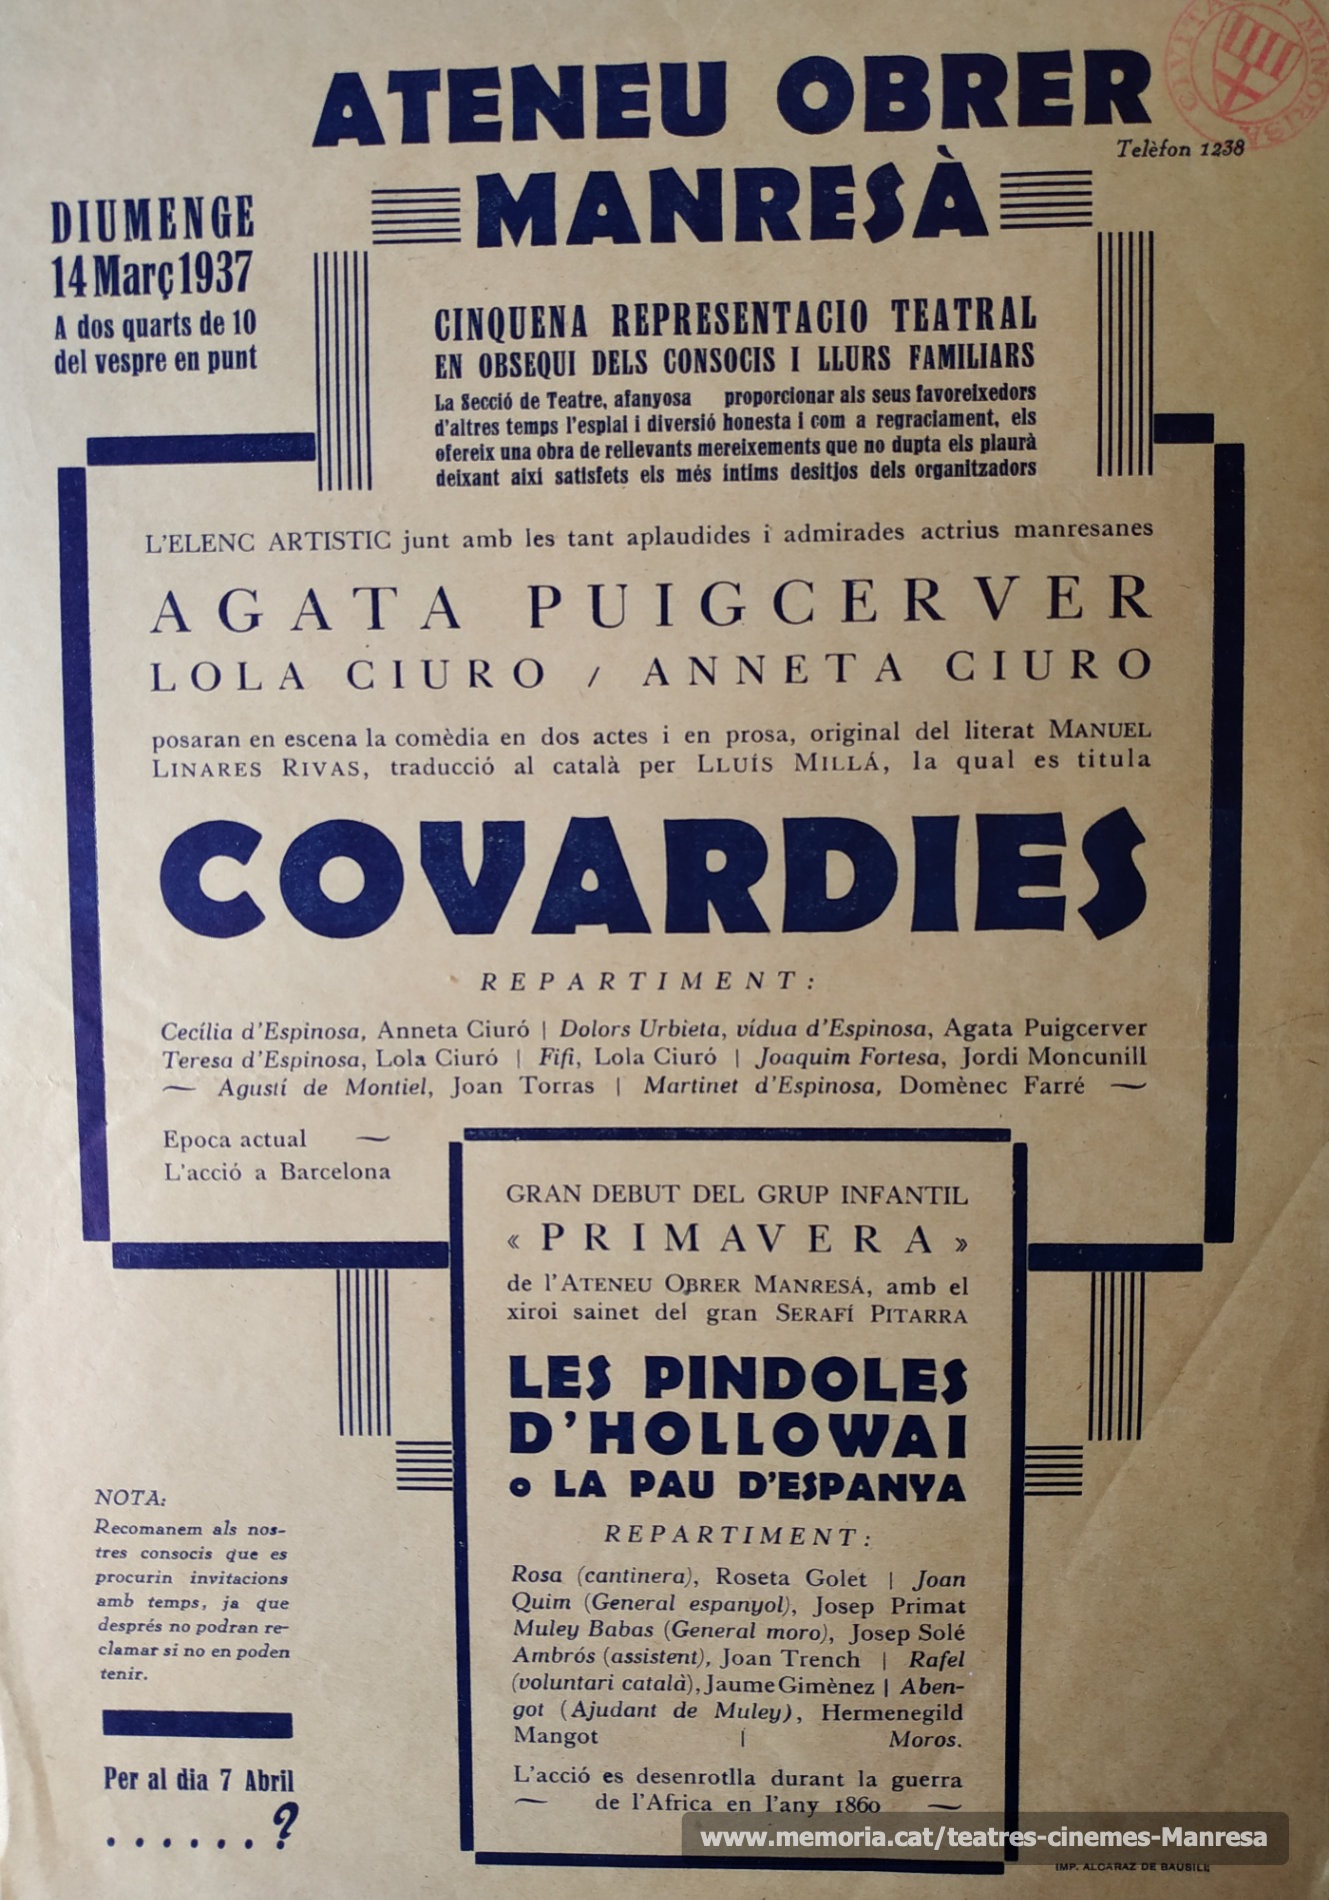 ATENEU OBRER
Telèfon 1238
MANRESÀ
DIUMENGE
14 Març 1937
A dos quarts de 10
del vespre en punt
CINQUENA REPRESENTACIO TEATRAL
EN OBSEQUI DELS CONSOCIS I LLURS FAMILIARS
La Secció de Teatre, afanyosa proporcionar als seus favoreixedors
d'altres temps l'esplai i diversió honesta i com a regraciament, els
ofereix una obra de rellevants mereixements que no dupta els plaurà
deixant aixi satisfets els més intims desitjos dels organitzadors
L'ELENC ARTISTIC junt amb les tant aplaudides i admirades actrius manresanes
AGATA PUIGCERVER
LOLA CIURO / ANNETA CIURO
posaran en escena la comèdia en dos actes i en prosa, original del literat MANUEL
LINARES RIVAS, traducció al català per LLUÍS MILLÁ, la qual es titula
COVARDIES
REPARTIMENT:
Cecília d'Espinosa, Anneta Ciuró | Dolors Urbieta, vídua d'Espinosa, Agata Puigcerver
Teresa d'Espinosa, Lola Ciuró | Fifi, Lola Ciuró | Joaquim Fortesa, Jordi Moncunill
Agustí de Montiel, Joan Torras | Martinet d'Espinosa, Domènec Farré
Epoca actual
L'acció a Barcelona
GRAN DEBUT DEL GRUP INFANTIL
« PRIMAVERA »
de l'ATENEU OBRER MANRESÁ, amb el
xiroi sainet del gran SERAFÍ PITARRA
LES PINDOLES
D'HOLLOWAI
o LA PAU D'ESPANYA
REPARTIMENT:
Rosa (cantinera), Roseta Golet | Joan
Quim (General espanyol), Josep Primat
Muley Babas (General moro), Josep Solé
Ambrós (assistent), Joan Trench | Rafel
(voluntari català), Jaume Gimènez | Aben-
got (Ajudant de Muley), Hermenegild
Mangot | Moros.
L'acció es desenrotlla durant la guerra
de l'Africa en l'any 1860
NOTA:
Recomanem als nos-
tres consocis que es
procurin invitacions
amb temps, ja que
després no podran re-
clamar si no en poden
tenir.
Per al dia 7 Abril
. . . . . . ?
www.memoria.cat/teatres-cinemes-Manresa
IMP. ALCARAZ DE BAUSILI